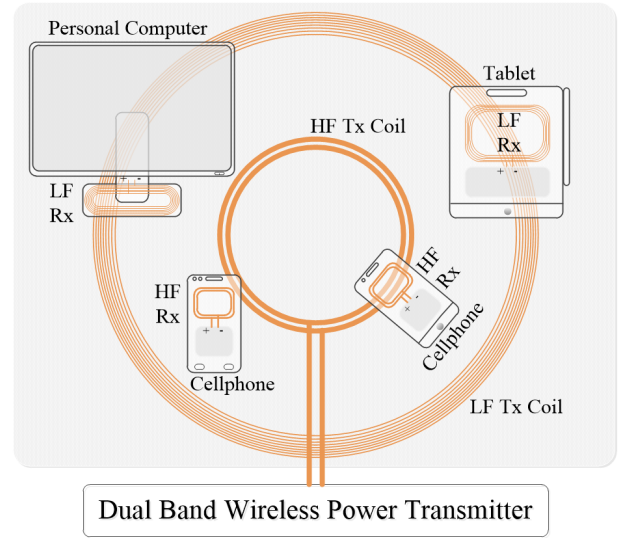 Personal Computer
Tablet
HF Tx Coil
LF
Rx
+ -
+ -
LF
Rx
HF
Rx
+ -
Cellphone
HF
Rx
+ -
Cellphone
LF Tx Coil
Dual Band Wireless Power Transmitter